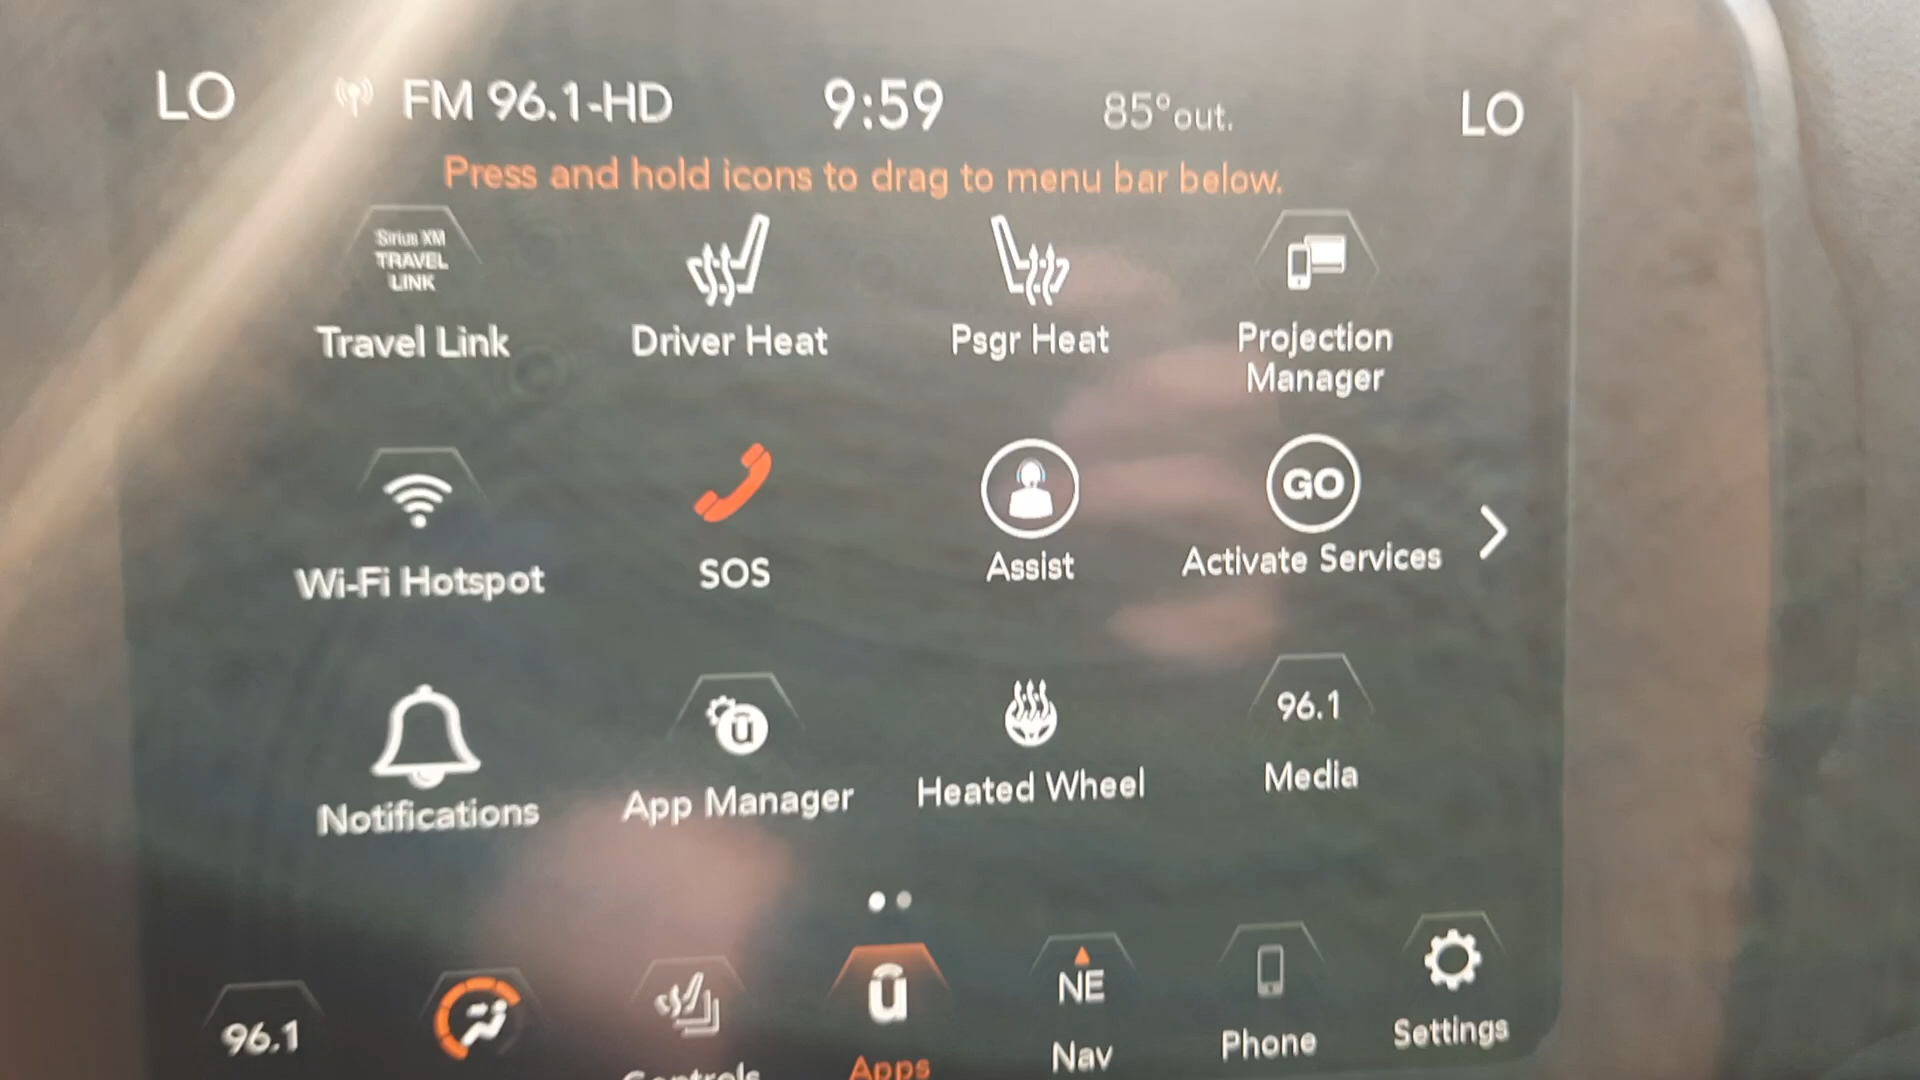 LO FM 96.1-HD 9:59 85°out. LO
Press and hold icons to drag to menu bar below.
Sirius XM
TRAVEL
LINK
Travel Link Driver Heat Psgr Heat Projection
Manager
GO
Wi-Fi Hotspot SOS Assist Activate Services
ū 96.1
Notifications App Manager Heated Wheel Media
96.1 ū NE
Controls Apps Nav Phone Settings